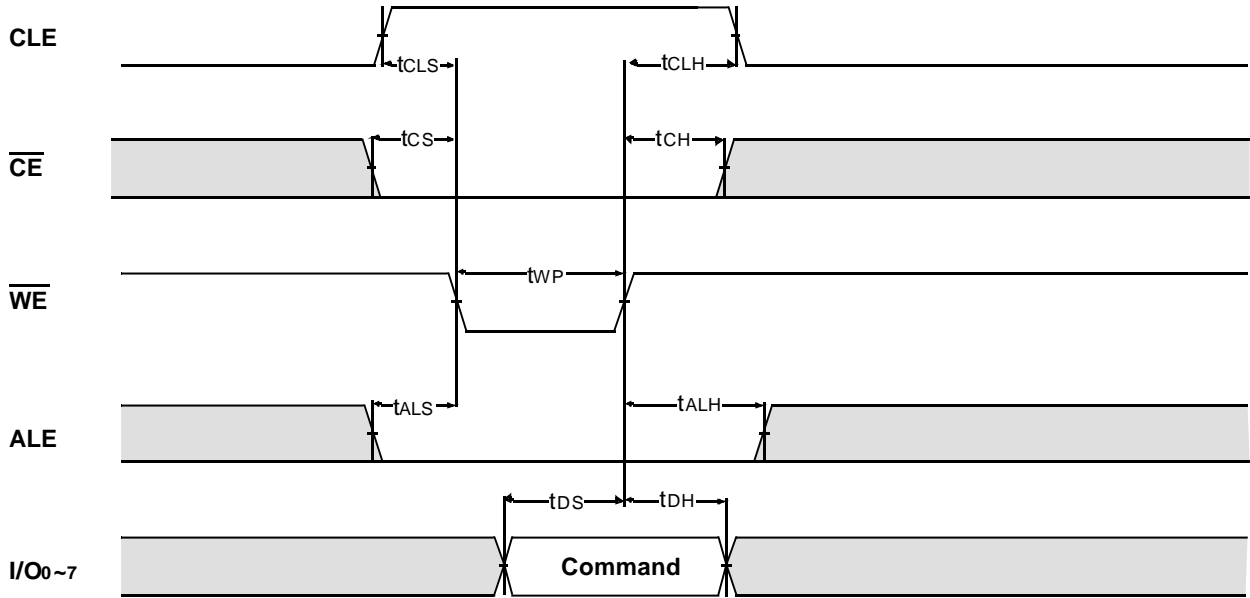 CLE
tCLS
tCLH
CE
tCS
tCH
WE
tWP
ALE
tALS
tALH
tDS
tDH
I/O0~7
Command